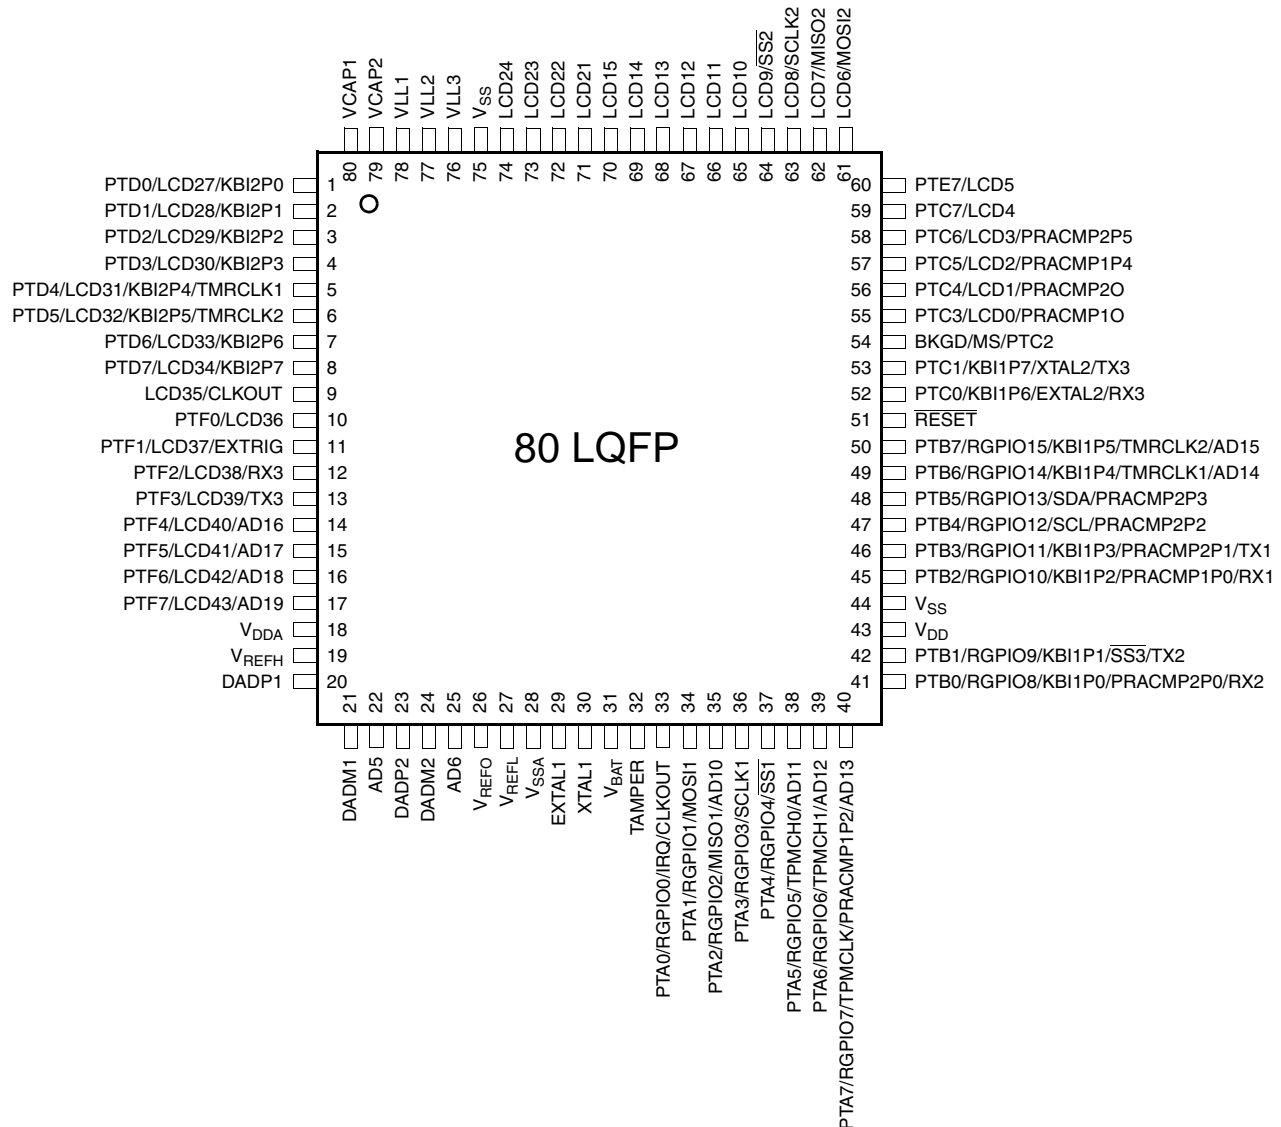 VCAP1
VCAP2
VLL1
VLL2
VLL3
VSS
LCD24
LCD23
LCD22
LCD21
LCD15
LCD14
LCD13
LCD12
LCD11
LCD10
LCD9/SS2
LCD8/SCLK2
LCD7/MISO2
LCD6/MOSI2
80 79 78 77 76 75 74 73 72 71 70 69 68 67 66 65 64 63 62 61
PTD0/LCD27/KBI2P0 1
PTD1/LCD28/KBI2P1 2
PTD2/LCD29/KBI2P2 3
PTD3/LCD30/KBI2P3 4
PTD4/LCD31/KBI2P4/TMRCLK1 5
PTD5/LCD32/KBI2P5/TMRCLK2 6
PTD6/LCD33/KBI2P6 7
PTD7/LCD34/KBI2P7 8
LCD35/CLKOUT 9
PTF0/LCD36 10
PTF1/LCD37/EXTRIG 11
PTF2/LCD38/RX3 12
PTF3/LCD39/TX3 13
PTF4/LCD40/AD16 14
PTF5/LCD41/AD17 15
PTF6/LCD42/AD18 16
PTF7/LCD43/AD19 17
VDDA 18
VREFH 19
DADP1 20
80 LQFP
60 PTE7/LCD5
59 PTC7/LCD4
58 PTC6/LCD3/PRACMP2P5
57 PTC5/LCD2/PRACMP1P4
56 PTC4/LCD1/PRACMP2O
55 PTC3/LCD0/PRACMP1O
54 BKGD/MS/PTC2
53 PTC1/KBI1P7/XTAL2/TX3
52 PTC0/KBI1P6/EXTAL2/RX3
51 RESET
50 PTB7/RGPIO15/KBI1P5/TMRCLK2/AD15
49 PTB6/RGPIO14/KBI1P4/TMRCLK1/AD14
48 PTB5/RGPIO13/SDA/PRACMP2P3
47 PTB4/RGPIO12/SCL/PRACMP2P2
46 PTB3/RGPIO11/KBI1P3/PRACMP2P1/TX1
45 PTB2/RGPIO10/KBI1P2/PRACMP1P0/RX1
44 VSS
43 VDD
42 PTB1/RGPIO9/KBI1P1/SS3/TX2
41 PTB0/RGPIO8/KBI1P0/PRACMP2P0/RX2
21 22 23 24 25 26 27 28 29 30 31 32 33 34 35 36 37 38 39 40
DADM1
AD5
DADP2
DADM2
AD6
VREFO
VREFL
VSSA
EXTAL1
XTAL1
VBAT
TAMPER
PTA0/RGPIO0/IRQ/CLKOUT
PTA1/RGPIO1/MOSI1
PTA2/RGPIO2/MISO1/AD10
PTA3/RGPIO3/SCLK1
PTA4/RGPIO4/SS1
PTA5/RGPIO5/TPMCH0/AD11
PTA6/RGPIO6/TPMCH1/AD12
PTA7/RGPIO7/TPMCLK/PRACMP1P2/AD13